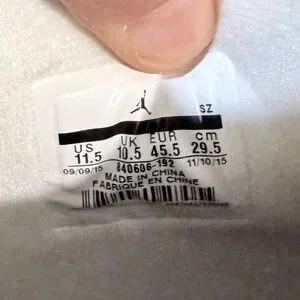 SZ
US UK EUR cm
11.5 10.5 45.5 29.5
09/09/15 840606-192 11/10/15
MADE IN CHINA
FABRIQUE EN CHINE